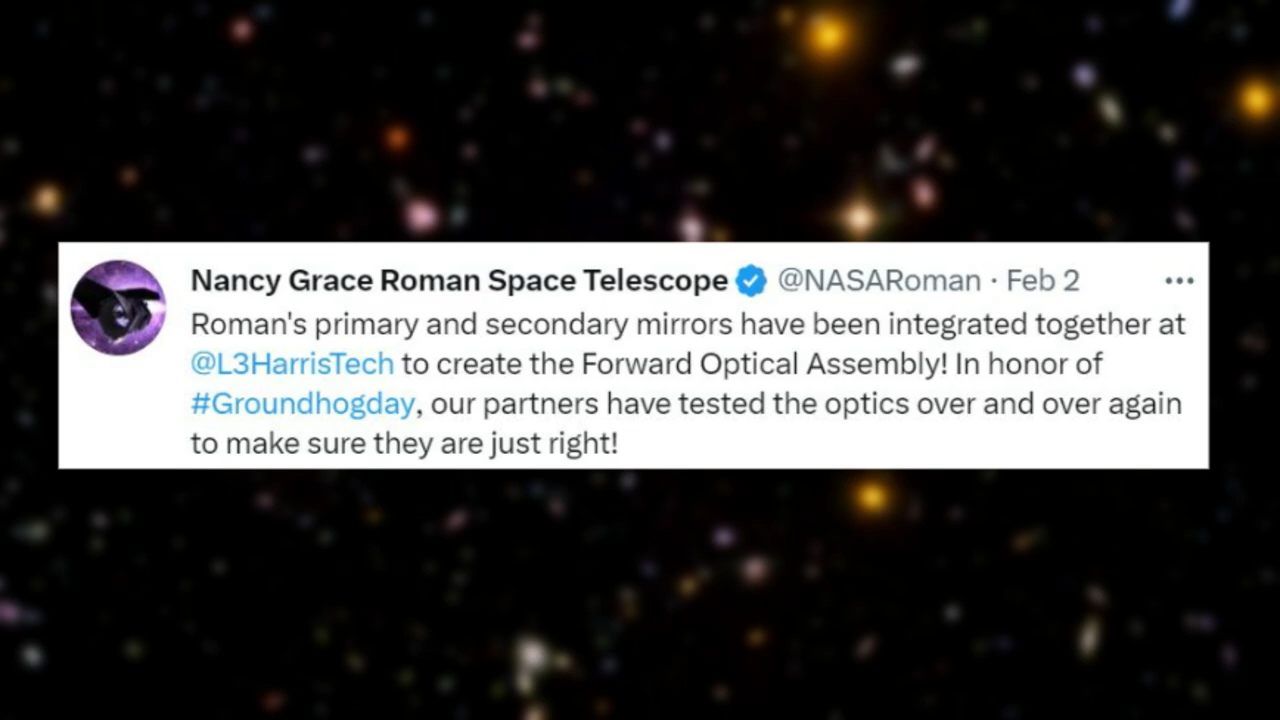 Nancy Grace Roman Space Telescope @NASARoman · Feb 2
Roman's primary and secondary mirrors have been integrated together at
@L3HarrisTech to create the Forward Optical Assembly! In honor of
#Groundhogday, our partners have tested the optics over and over again
to make sure they are just right!